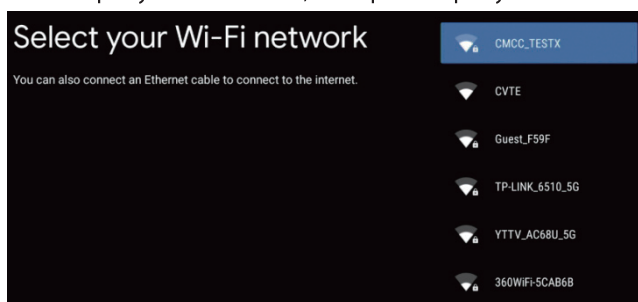 Select your Wi-Fi network
You can also connect an Ethernet cable to connect to the internet.
CMCC_TESTX
CVTE
Guest_F59F
TP-LINK_6510_5G
YTTV_AC68U_5G
360WiFi-5CAB6B